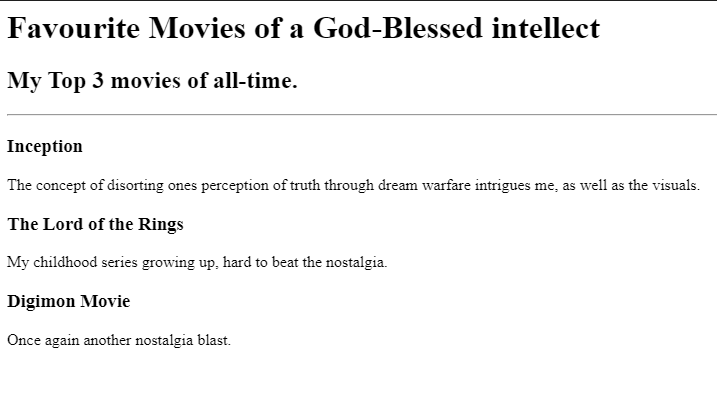 Favourite Movies of a God-Blessed intellect
My Top 3 movies of all-time.
Inception
The concept of disorting ones perception of truth through dream warfare intrigues me, as well as the visuals.
The Lord of the Rings
My childhood series growing up, hard to beat the nostalgia.
Digimon Movie
Once again another nostalgia blast.